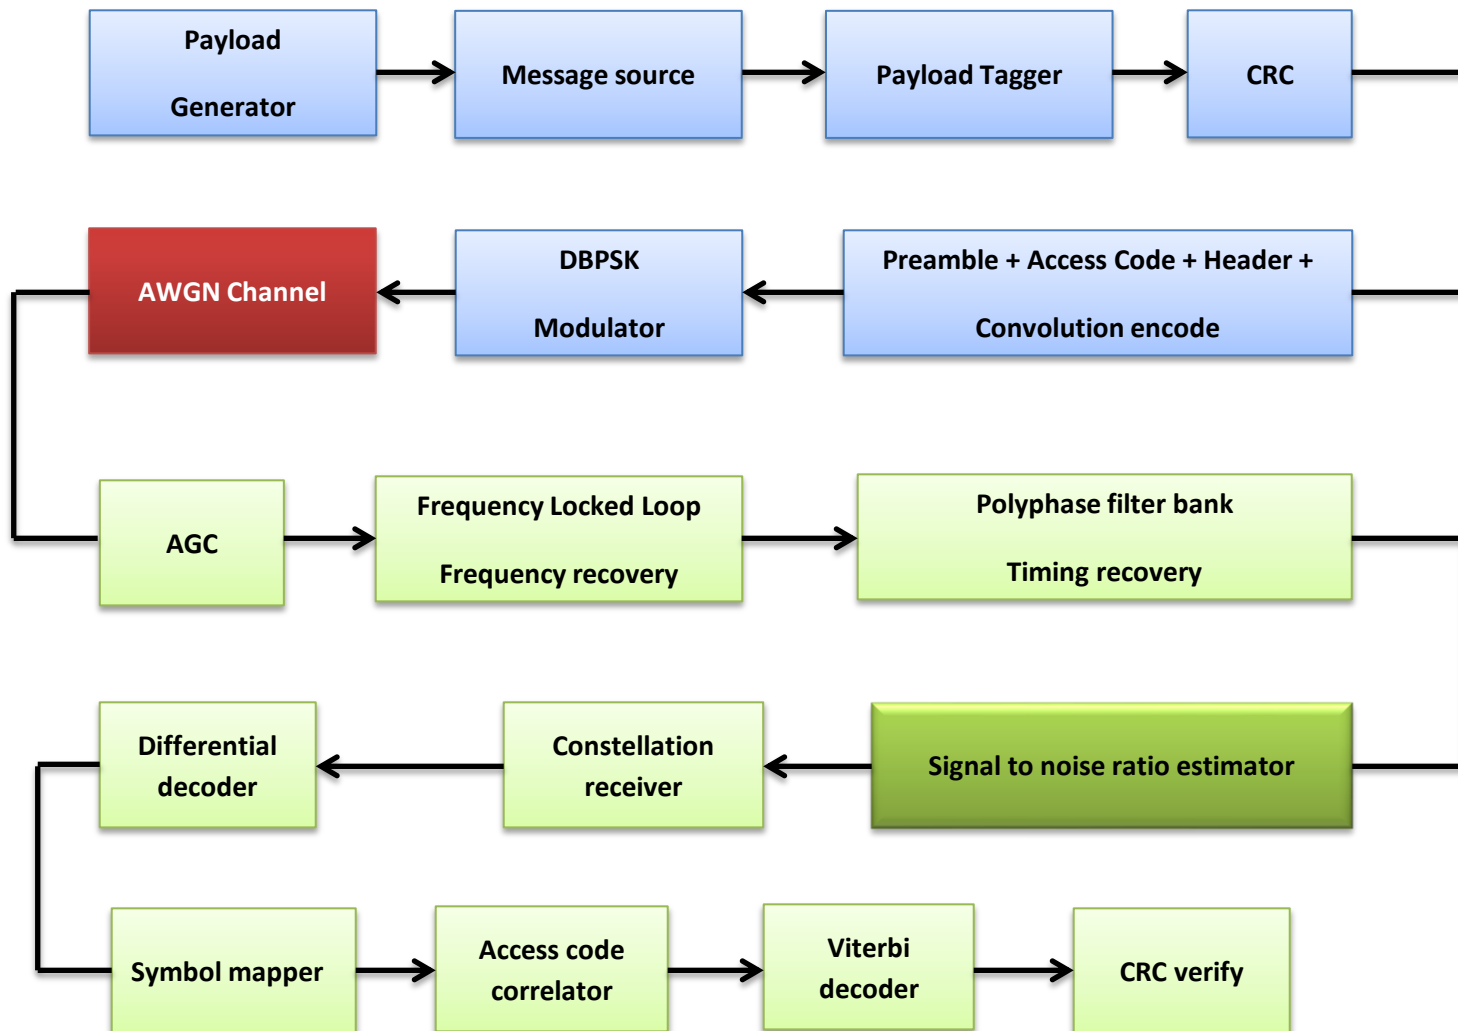 Payload
Generator
Message source
Payload Tagger
CRC
AWGN Channel
DBPSK
Modulator
Preamble + Access Code + Header +
Convolution encode
AGC
Frequency Locked Loop
Frequency recovery
Polyphase filter bank
Timing recovery
Differential
decoder
Constellation
receiver
Signal to noise ratio estimator
Symbol mapper
Access code
correlator
Viterbi
decoder
CRC verify